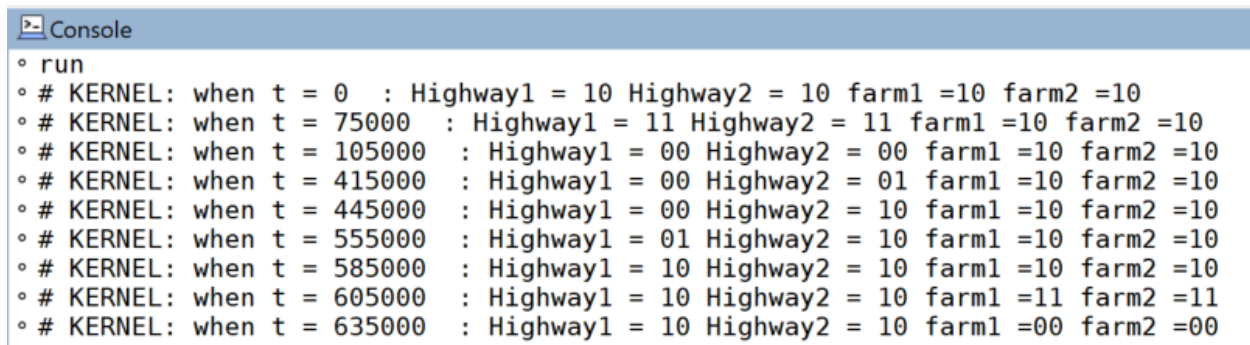 Console
° run
° # KERNEL: when t = 0  : Highway1 = 10 Highway2 = 10 farm1 =10 farm2 =10
° # KERNEL: when t = 75000  : Highway1 = 11 Highway2 = 11 farm1 =10 farm2 =10
° # KERNEL: when t = 105000  : Highway1 = 00 Highway2 = 00 farm1 =10 farm2 =10
° # KERNEL: when t = 415000  : Highway1 = 00 Highway2 = 01 farm1 =10 farm2 =10
° # KERNEL: when t = 445000  : Highway1 = 00 Highway2 = 10 farm1 =10 farm2 =10
° # KERNEL: when t = 555000  : Highway1 = 01 Highway2 = 10 farm1 =10 farm2 =10
° # KERNEL: when t = 585000  : Highway1 = 10 Highway2 = 10 farm1 =10 farm2 =10
° # KERNEL: when t = 605000  : Highway1 = 10 Highway2 = 10 farm1 =11 farm2 =11
° # KERNEL: when t = 635000  : Highway1 = 10 Highway2 = 10 farm1 =00 farm2 =00